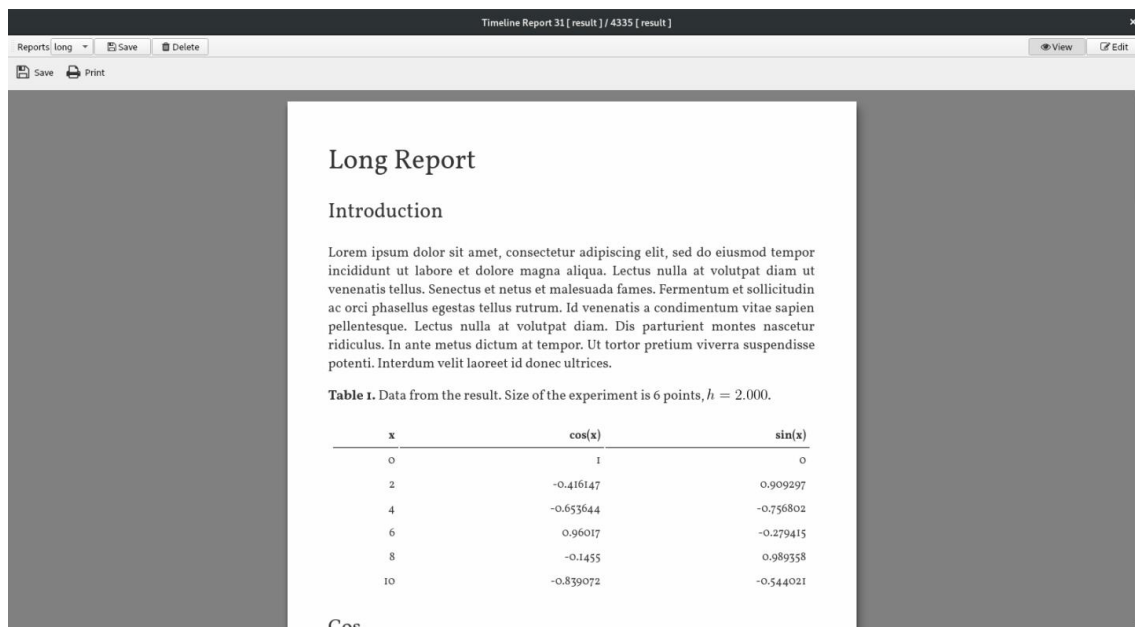 Timeline Report 31 [ result ] / 4335 [ result ]
Reports long Save Delete View Edit
Save Print
Long Report
Introduction
Lorem ipsum dolor sit amet, consectetur adipiscing elit, sed do eiusmod tempor
incididunt ut labore et dolore magna aliqua. Lectus nulla at volutpat diam ut
venenatis tellus. Senectus et netus et malesuada fames. Fermentum et sollicitudin
ac orci phasellus egestas tellus rutrum. Id venenatis a condimentum vitae sapien
pellentesque. Lectus nulla at volutpat diam. Dis parturient montes nascetur
ridiculus. In ante metus dictum at tempor. Ut tortor pretium viverra suspendisse
potenti. Interdum velit laoreet id donec ultrices.
Table 1. Data from the result. Size of the experiment is 6 points, h = 2.000.
x cos(x) sin(x)
0 1 0
2 -0.416147 0.909297
4 -0.653644 -0.756802
6 0.96017 -0.279415
8 -0.1455 0.989358
10 -0.839072 -0.544021
Cos